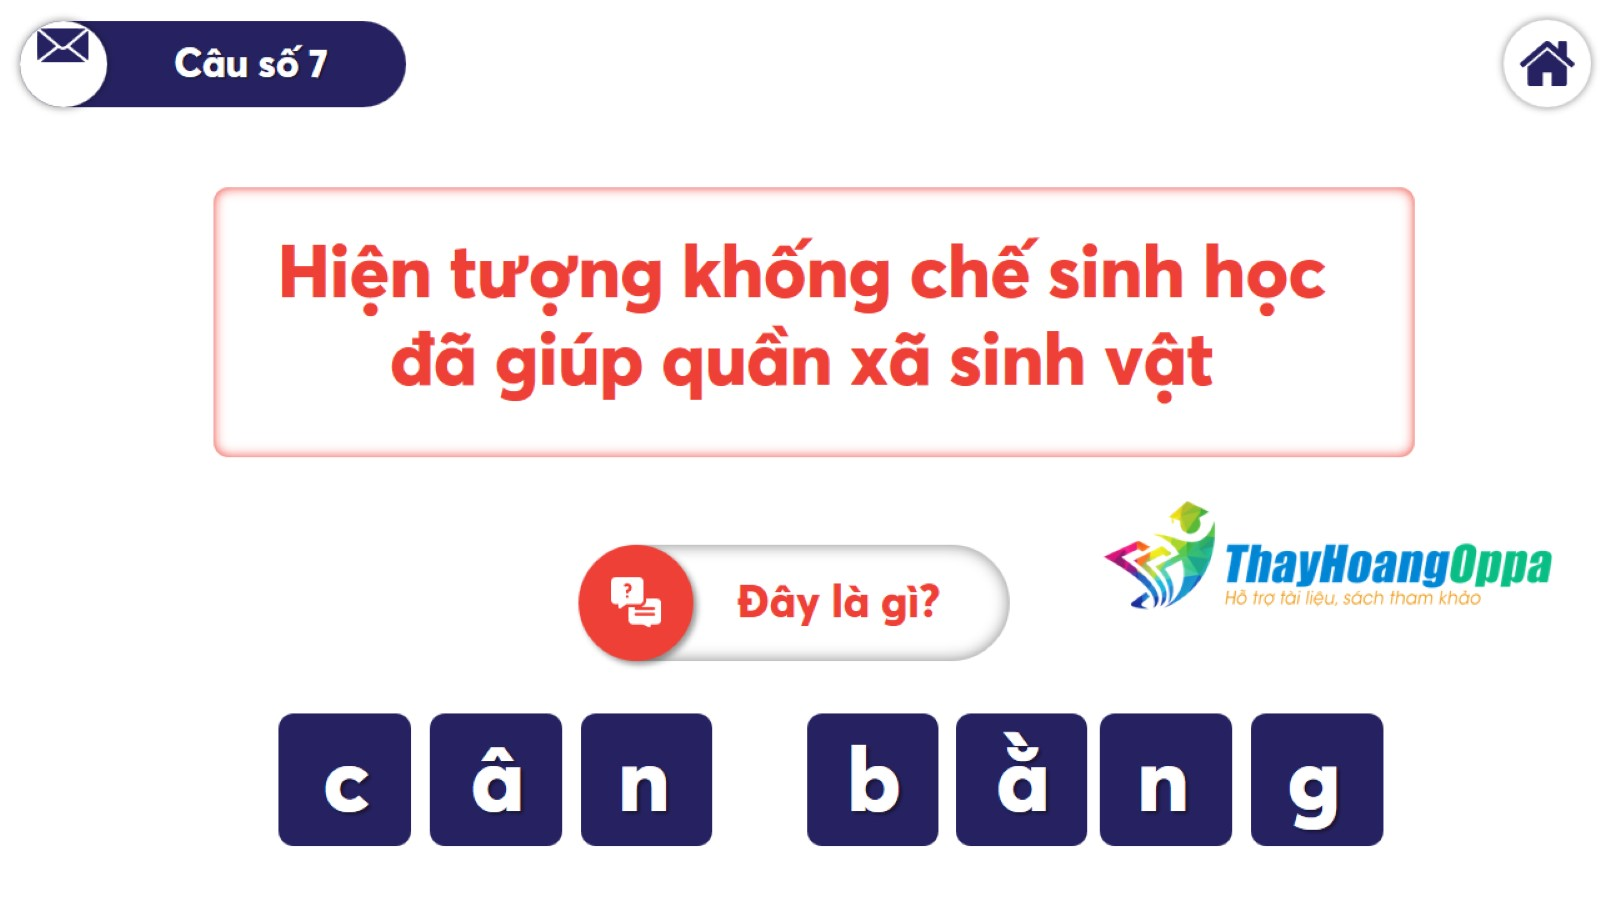 Câu số 7
Hiện tượng khống chế sinh học
đã giúp quần xã sinh vật
ThayHoangOppa
Hỗ trợ tài liệu, sách tham khảo
?
Đây là gì?
c â n b ằ n g